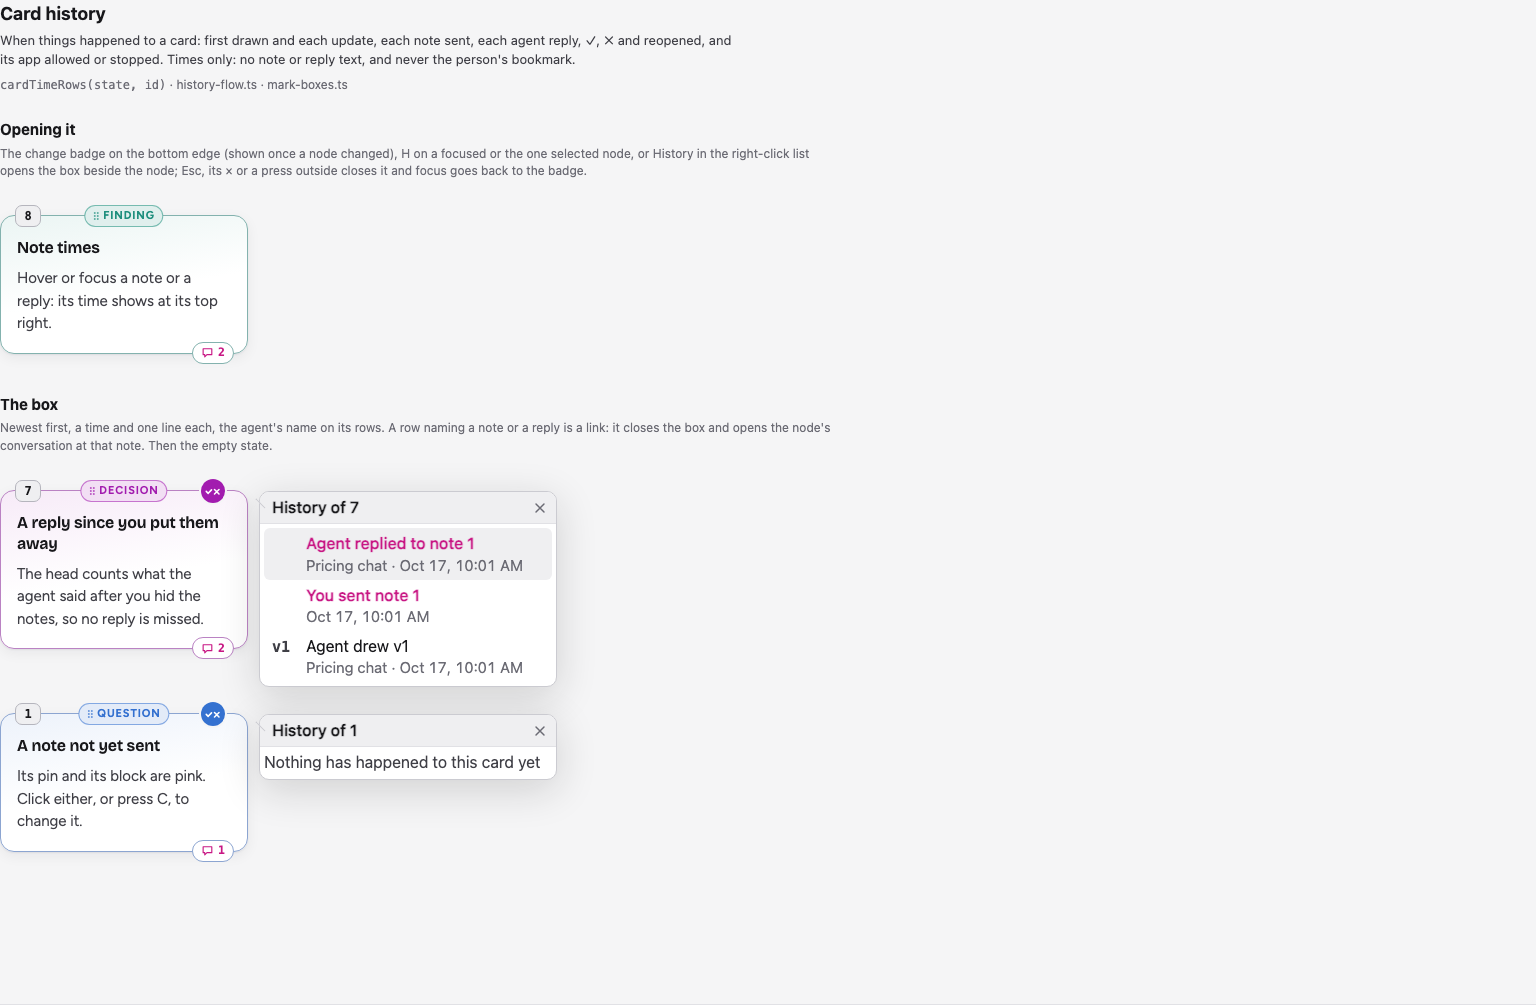 Card history
When things happened to a card: first drawn and each update, each note sent, each agent reply, ✓, ✕ and reopened, and
its app allowed or stopped. Times only: no note or reply text, and never the person's bookmark.
cardTimeRows(state, id) · history-flow.ts · mark-boxes.ts
Opening it
The change badge on the bottom edge (shown once a node changed), H on a focused or the one selected node, or History in the right-click list
opens the box beside the node; Esc, its × or a press outside closes it and focus goes back to the badge.
8
FINDING
Note times
Hover or focus a note or a
reply: its time shows at its top
right.
2
The box
Newest first, a time and one line each, the agent's name on its rows. A row naming a note or a reply is a link: it closes the box and opens the node's
conversation at that note. Then the empty state.
7
DECISION
A reply since you put them
away
The head counts what the
agent said after you hid the
notes, so no reply is missed.
2
History of 7
Agent replied to note 1
Pricing chat · Oct 17, 10:01 AM
You sent note 1
Oct 17, 10:01 AM
v1 Agent drew v1
Pricing chat · Oct 17, 10:01 AM
1
QUESTION
A note not yet sent
Its pin and its block are pink.
Click either, or press C, to
change it.
1
History of 1
Nothing has happened to this card yet